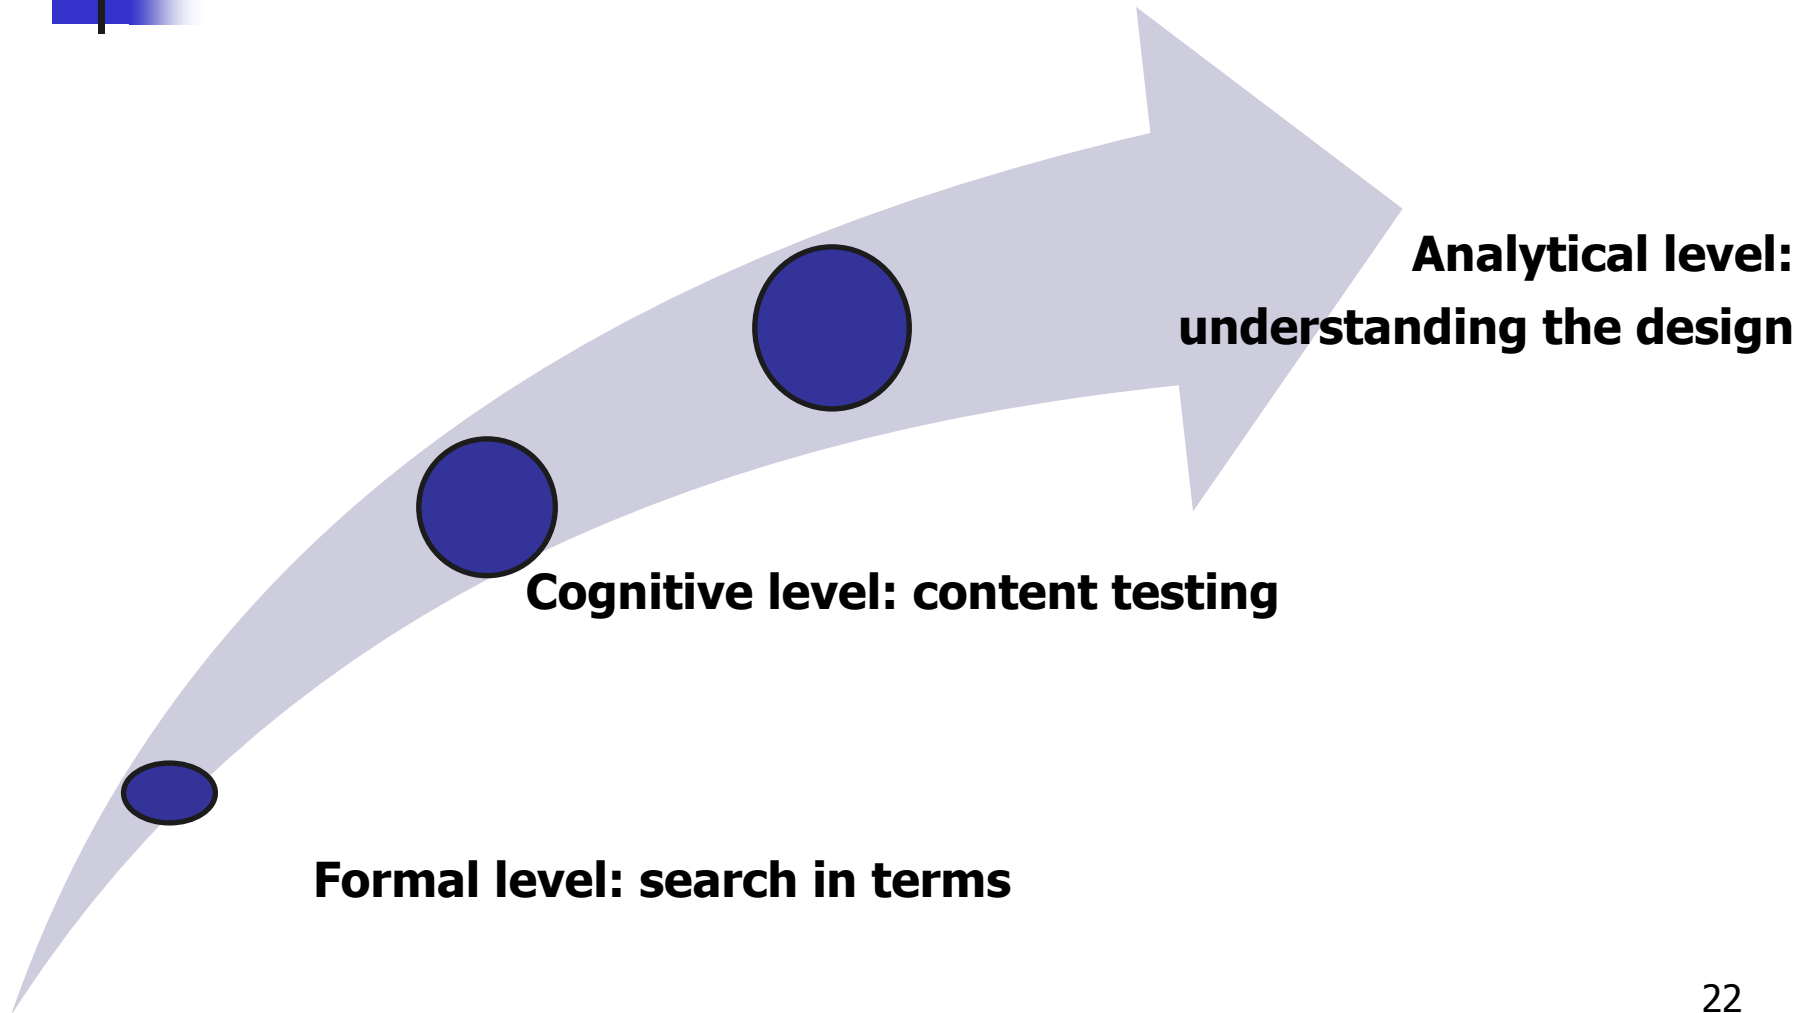 Analytical level:
understanding the design
Cognitive level: content testing
Formal level: search in terms
22